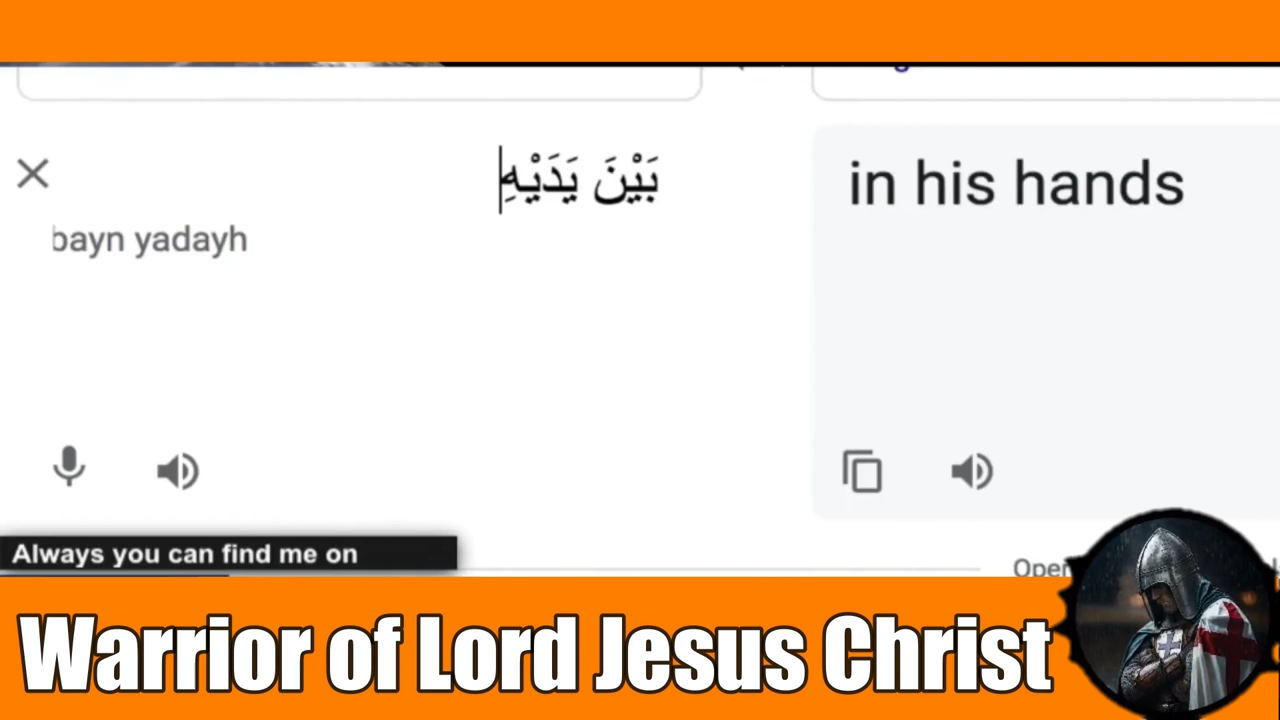 بَيْنَ يَدَيْهِ
in his hands
bayn yadayh
Always you can find me on
Warrior of Lord Jesus Christ